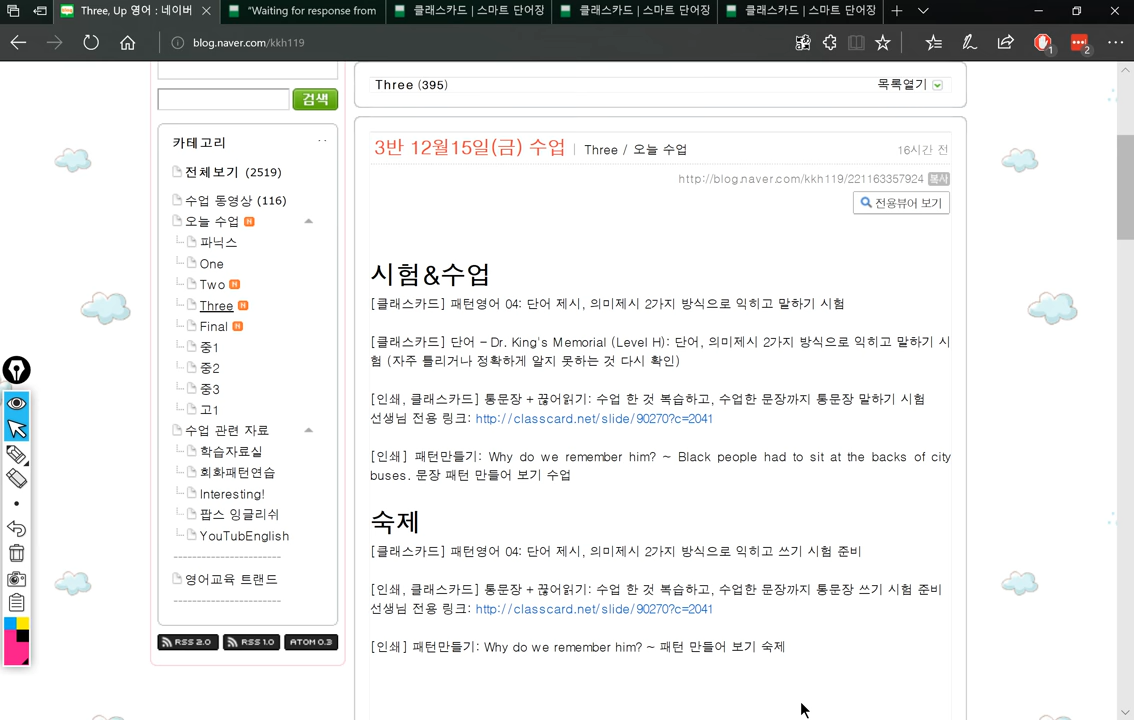 Three, Up 영어 : 네이버
"Waiting for response from
클래스카드 | 스마트 단어장
클래스카드 | 스마트 단어장
클래스카드 | 스마트 단어장
blog.naver.com/kkh119
1
2
검색
카테고리
전체보기 (2519)
수업 동영상 (116)
오늘 수업 N
파닉스
One
Two N
Three N
Final N
중1
중2
중3
고1
수업 관련 자료
학습자료실
회화패턴연습
Interesting!
팝스 잉글리쉬
YouTubEnglish
영어교육 트랜드
RSS 2.0
RSS 1.0
ATOM 0.3
Three (395)
목록열기
3반 12월15일(금) 수업 | Three / 오늘 수업
16시간 전
http://blog.naver.com/kkh119/221163357924 복사
전용뷰어 보기
시험&수업
[클래스카드] 패턴영어 04: 단어 제시, 의미제시 2가지 방식으로 익히고 말하기 시험
[클래스카드] 단어 - Dr. King's Memorial (Level H): 단어, 의미제시 2가지 방식으로 익히고 말하기 시
험 (자주 틀리거나 정확하게 알지 못하는 것 다시 확인)
[인쇄, 클래스카드] 통문장 + 끊어읽기: 수업 한 것 복습하고, 수업한 문장까지 통문장 말하기 시험
선생님 전용 링크: http://classcard.net/slide/90270?c=2041
[인쇄] 패턴만들기: Why do we remember him? ~ Black people had to sit at the backs of city
buses. 문장 패턴 만들어 보기 수업
숙제
[클래스카드] 패턴영어 04: 단어 제시, 의미제시 2가지 방식으로 익히고 쓰기 시험 준비
[인쇄, 클래스카드] 통문장 + 끊어읽기: 수업 한 것 복습하고, 수업한 문장까지 통문장 쓰기 시험 준비
선생님 전용 링크: http://classcard.net/slide/90270?c=2041
[인쇄] 패턴만들기: Why do we remember him? ~ 패턴 만들어 보기 숙제